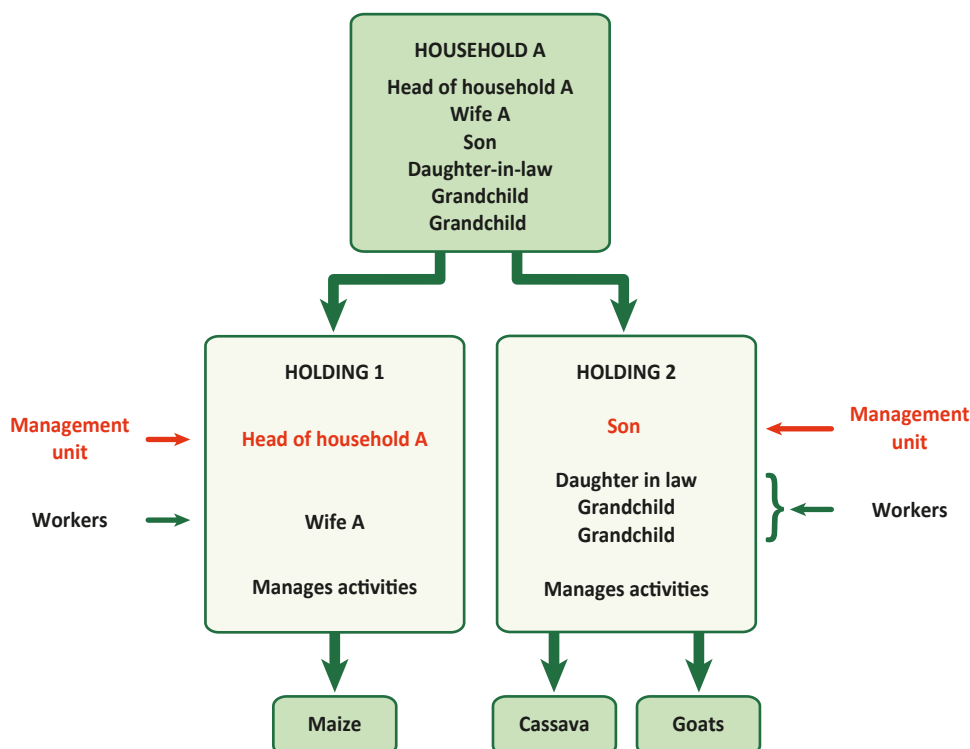 HOUSEHOLD A
Head of household A
Wife A
Son
Daughter-in-law
Grandchild
Grandchild
HOLDING 1
Management
unit
Head of household A
Workers
Wife A
Manages activities
HOLDING 2
Son
Management
unit
Daughter in law
Grandchild
Grandchild
Workers
Manages activities
Maize
Cassava
Goats